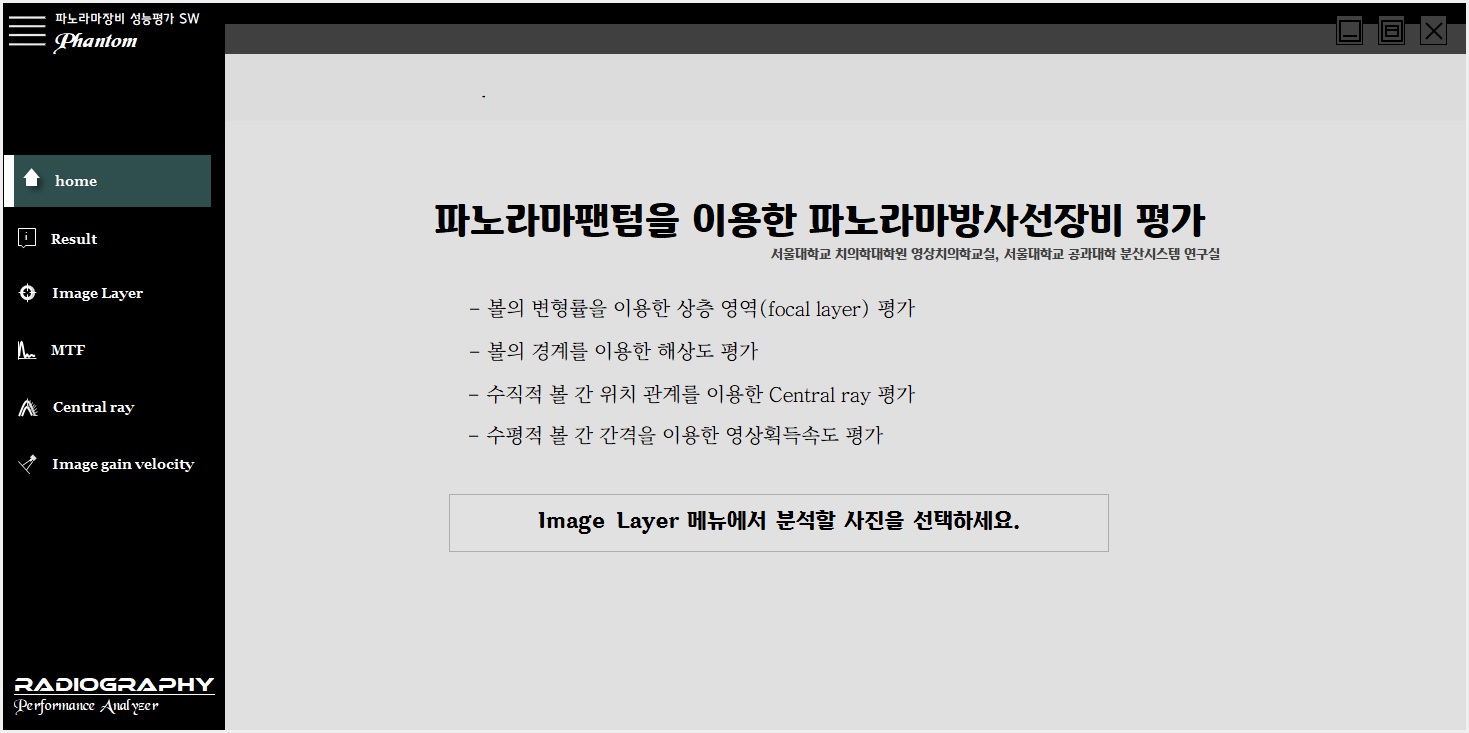 파노라마장비 성능평가 SW
Phantom
home
Result
Image Layer
MTF
Central ray
Image gain velocity
RADIOGRAPHY
Performance Analyzer
-
파노라마팬텀을 이용한 파노라마방사선장비 평가
서울대학교 치의학대학원 영상치의학교실, 서울대학교 공과대학 분산시스템 연구실
- 볼의 변형률을 이용한 상층 영역(focal layer) 평가
- 볼의 경계를 이용한 해상도 평가
- 수직적 볼 간 위치 관계를 이용한 Central ray 평가
- 수평적 볼 간 간격을 이용한 영상획득속도 평가
Image Layer 메뉴에서 분석할 사진을 선택하세요.